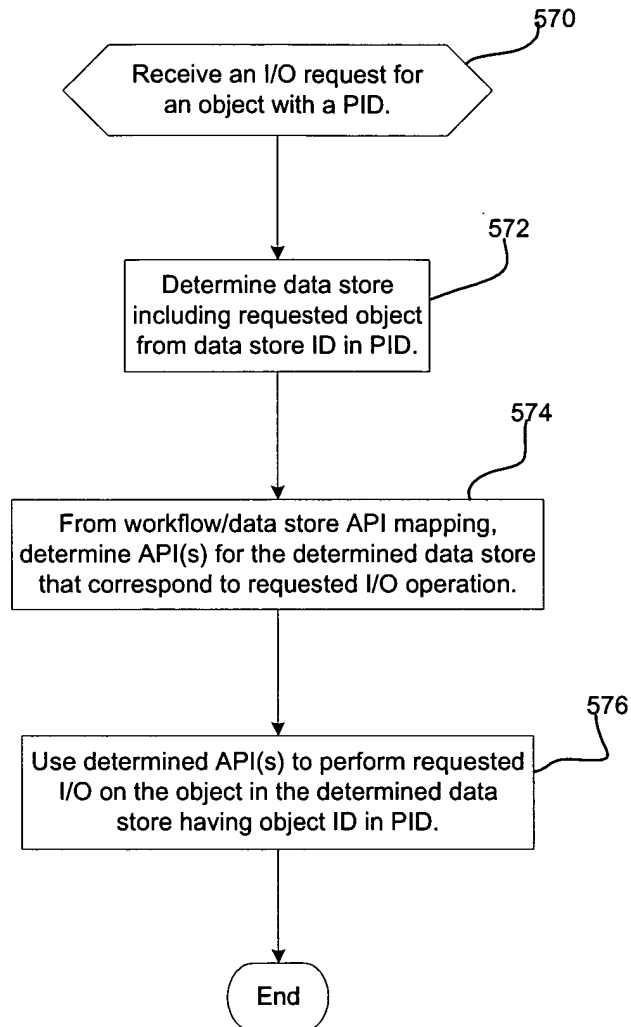 570
Receive an I/O request for
an object with a PID.
572
Determine data store
including requested object
from data store ID in PID.
574
From workflow/data store API mapping,
determine API(s) for the determined data store
that correspond to requested I/O operation.
576
Use determined API(s) to perform requested
I/O on the object in the determined data
store having object ID in PID.
End